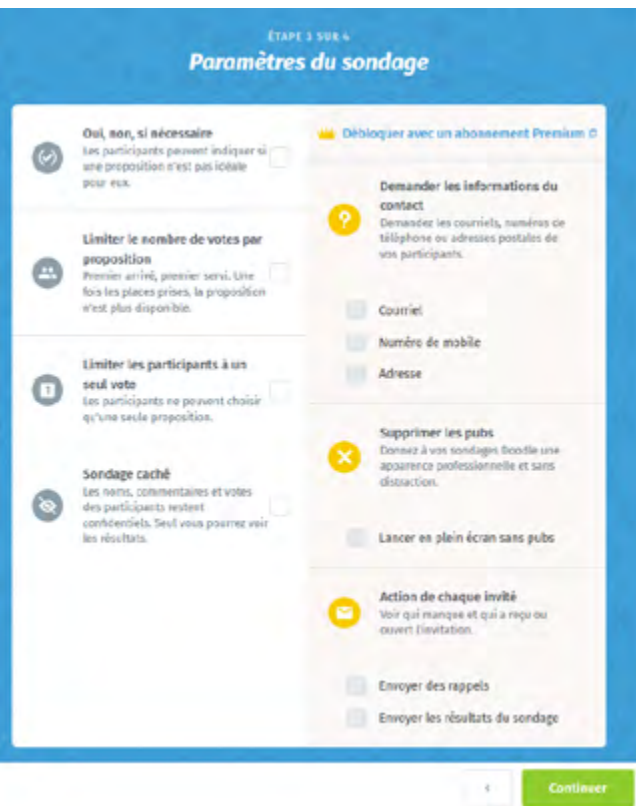 ÉTAPE 3 SUR 4
Paramètres du sondage
Oui, non, si nécessaire
Les participants peuvent indiquer si
une proposition n'est pas idéale
pour eux.
Limiter le nombre de votes par
proposition
Premier arrivé, premier servi. Une
fois les places prises, la proposition
n'est plus disponible.
1
Limiter les participants à un
seul vote
Les participants ne peuvent choisir
qu'une seule proposition.
Sondage caché
Les noms, commentaires et votes
des participants restent
confidentiels. Seul vous pourrez voir
les résultats.
Débloquer avec un abonnement Premium
?
Demander les informations du
contact
Demandez les courriels, numéros de
téléphone ou adresses postales de
vos participants.
Courriel
Numéro de mobile
Adresse
Supprimer les pubs
Donnez à vos sondages Doodle une
apparence professionnelle et sans
distraction.
Lancer en plein écran sans pubs
Action de chaque invité
Voir qui manque et qui a reçu ou
ouvert l'invitation.
Envoyer des rappels
Envoyer les résultats du sondage
Continuer